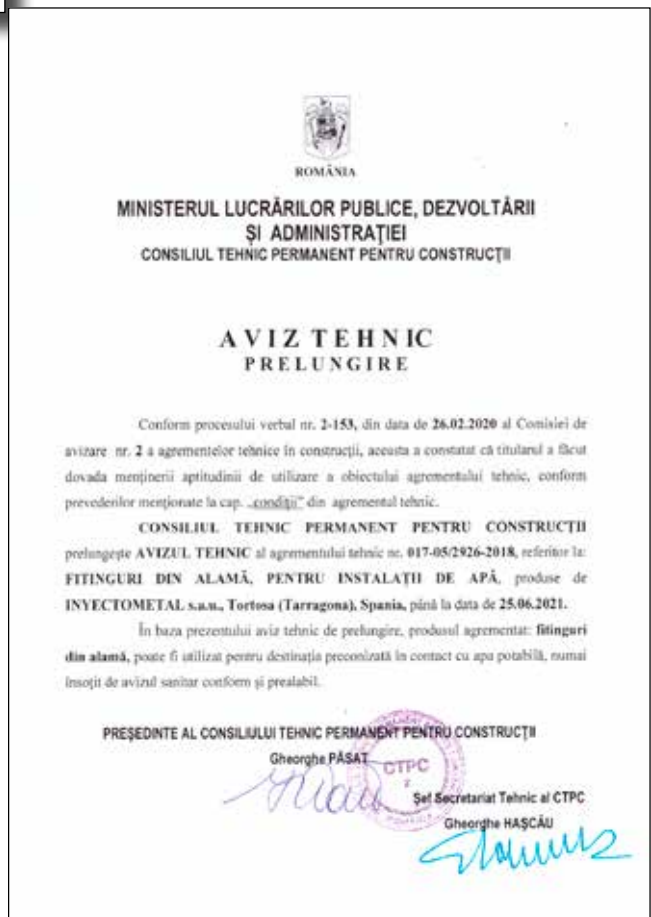 ROMÂNIA
MINISTERUL LUCRĂRILOR PUBLICE, DEZVOLTĂRII
ŞI ADMINISTRAŢIEI
CONSILIUL TEHNIC PERMANENT PENTRU CONSTRUCŢII
AVIZ TEHNIC
PRELUNGIRE
Conform procesului verbal nr. 2-153, din data de 26.02.2020 al Comisiei de
avizare nr. 2 a agrementelor tehnice în construcţii, aceasta a constatat că titularul a făcut
dovada menţinerii aptitudinii de utilizare a obiectului agrementului tehnic, conform
prevederilor menţionate la cap. „condiţii" din agrementul tehnic.
CONSILIUL TEHNIC PERMANENT PENTRU CONSTRUCŢII
prelungeşte AVIZUL TEHNIC al agrementului tehnic nr. 017-05/2926-2018, referitor la:
FITINGURI DIN ALAMĂ, PENTRU INSTALAŢII DE APĂ, produse de
INYECTOMETAL s.a.u., Tortosa (Tarragona), Spania, până la data de 25.06.2021.
În baza prezentului aviz tehnic de prelungire, produsul agrementat: fitinguri
din alamă, poate fi utilizat pentru destinaţia preconizată în contact cu apa potabilă, numai
însoţit de avizul sanitar conform şi prealabil.
PREŞEDINTE AL CONSILIULUI TEHNIC PERMANENT PENTRU CONSTRUCŢII
Gheorghe PĂSAT
CTPC
Şef Secretariat Tehnic al CTPC
Gheorghe HAŞCĂU